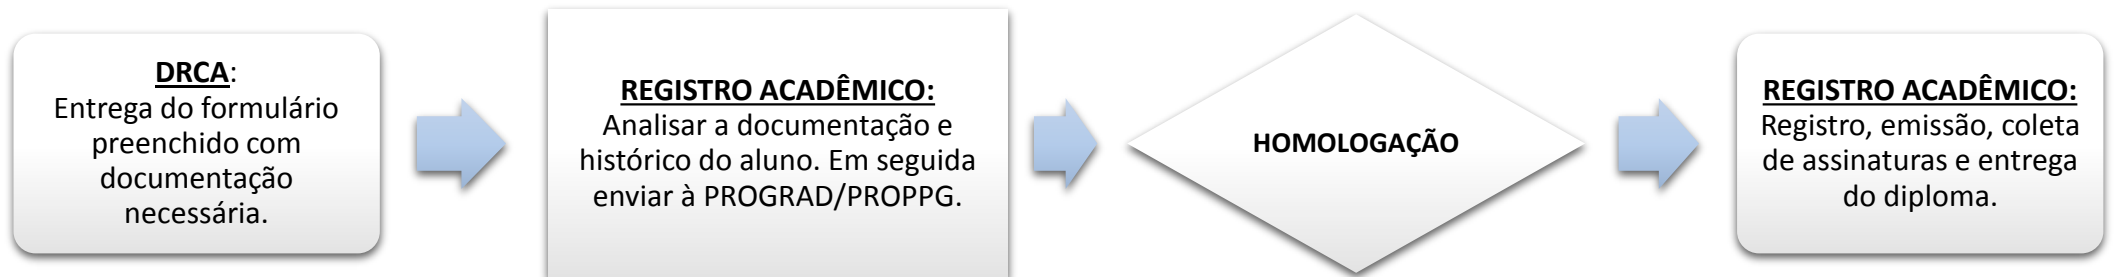 DRCA:
Entrega do formulário
preenchido com
documentação
necessária.
REGISTRO ACADÊMICO:
Analisar a documentação e
histórico do aluno. Em seguida
enviar à PROGRAD/PROPPG.
HOMOLOGAÇÃO
REGISTRO ACADÊMICO:
Registro, emissão, coleta
de assinaturas e entrega
do diploma.